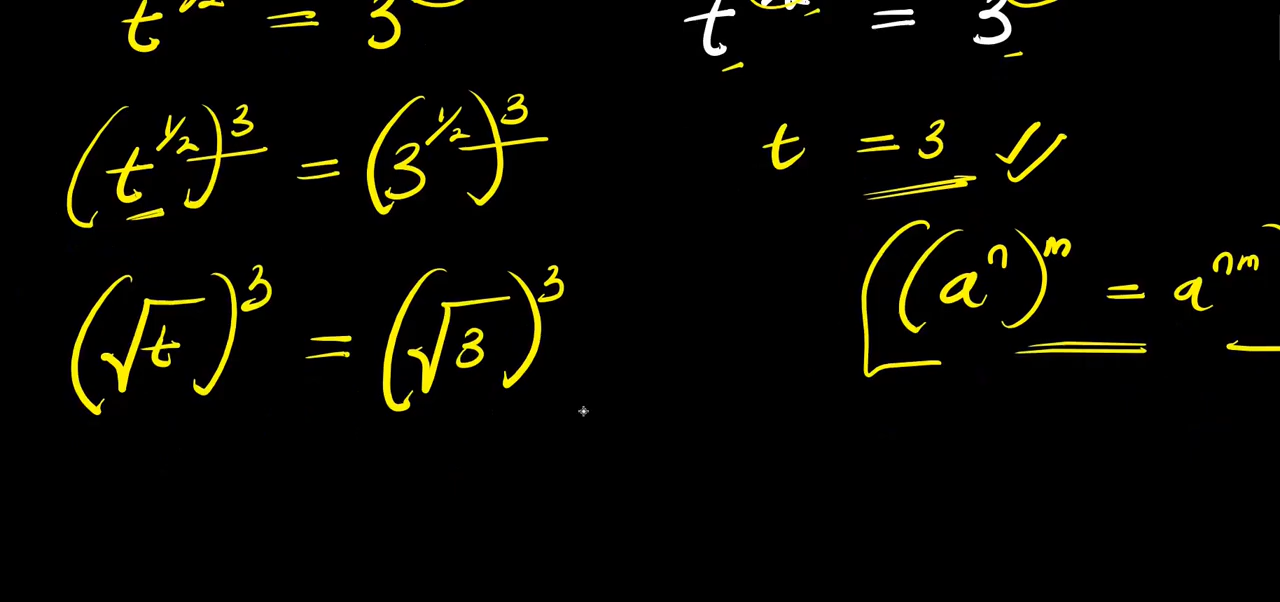 t = 3
(t^1/2)^3 = (3^1/2)^3
(√t)^3 = (√3)^3
t = 3
t = 3
((a^n)^m = a^nm